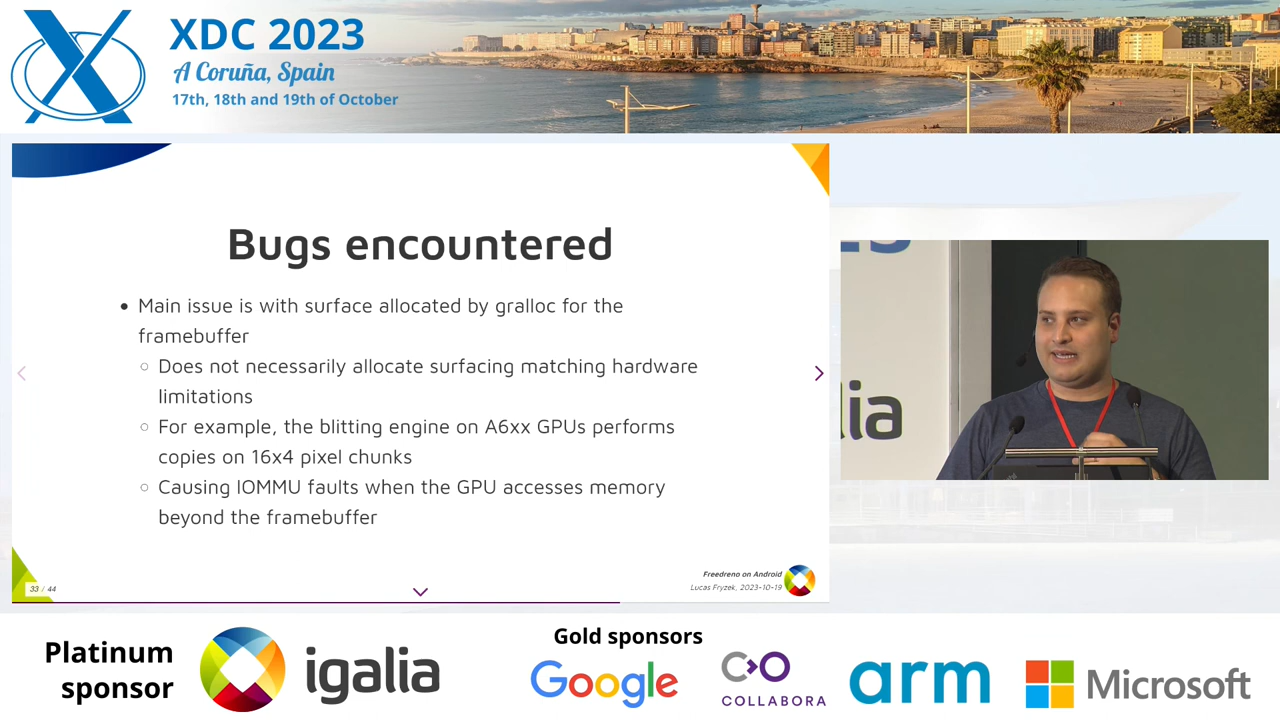 XDC 2023
A Coruña, Spain
17th, 18th and 19th of October
Bugs encountered
• Main issue is with surface allocated by gralloc for the
framebuffer
○ Does not necessarily allocate surfacing matching hardware
limitations
○ For example, the blitting engine on A6xx GPUs performs
copies on 16x4 pixel chunks
○ Causing IOMMU faults when the GPU accesses memory
beyond the framebuffer
33 / 44
Freedreno on Android
Lucas Fryzek, 2023-10-19
lia
Platinum
sponsor
igalia
Gold sponsors
Google
COLLABORA
arm
Microsoft